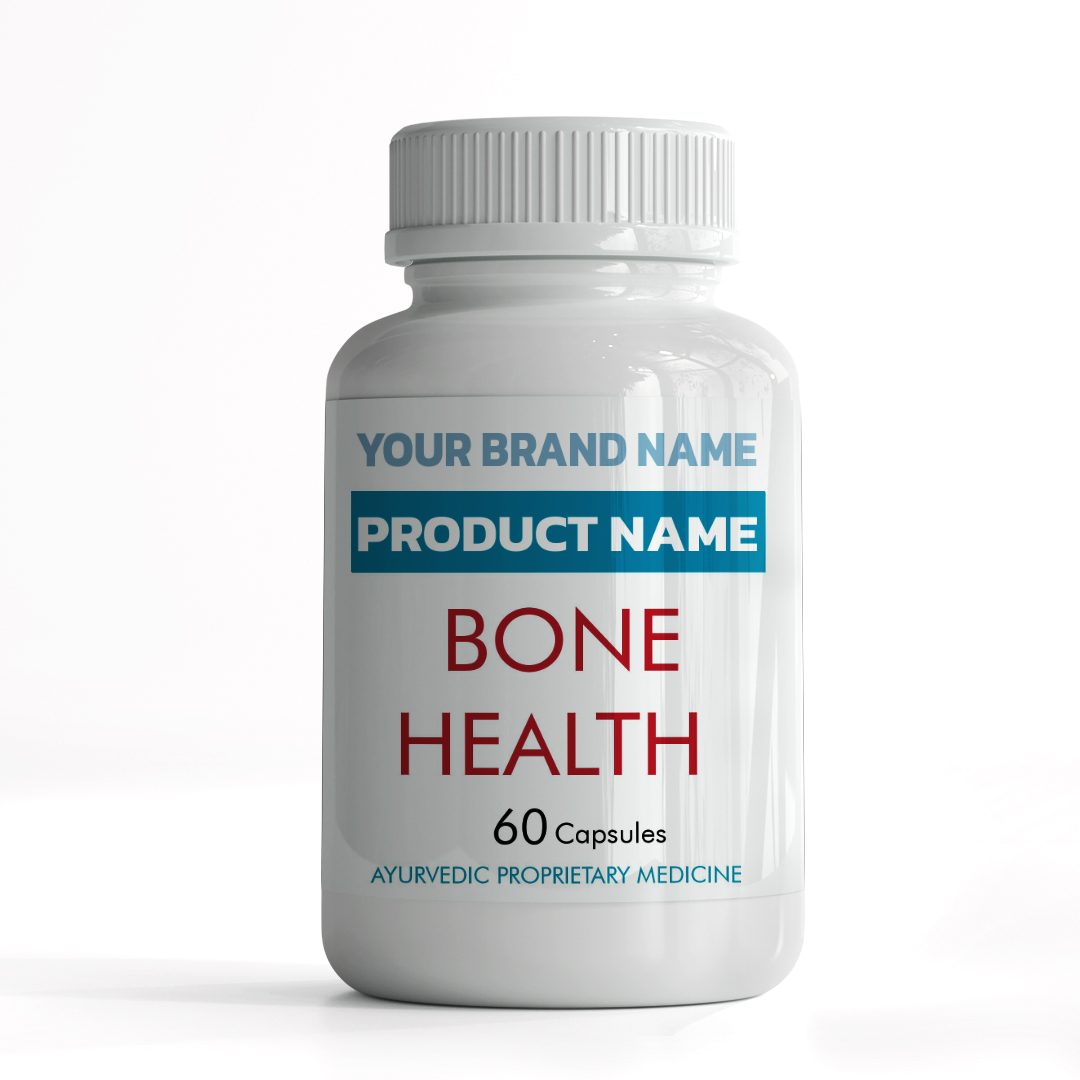 YOUR BRAND NAME
PRODUCT NAME
BONE
HEALTH
60 Capsules
AYURVEDIC PROPRIETARY MEDICINE